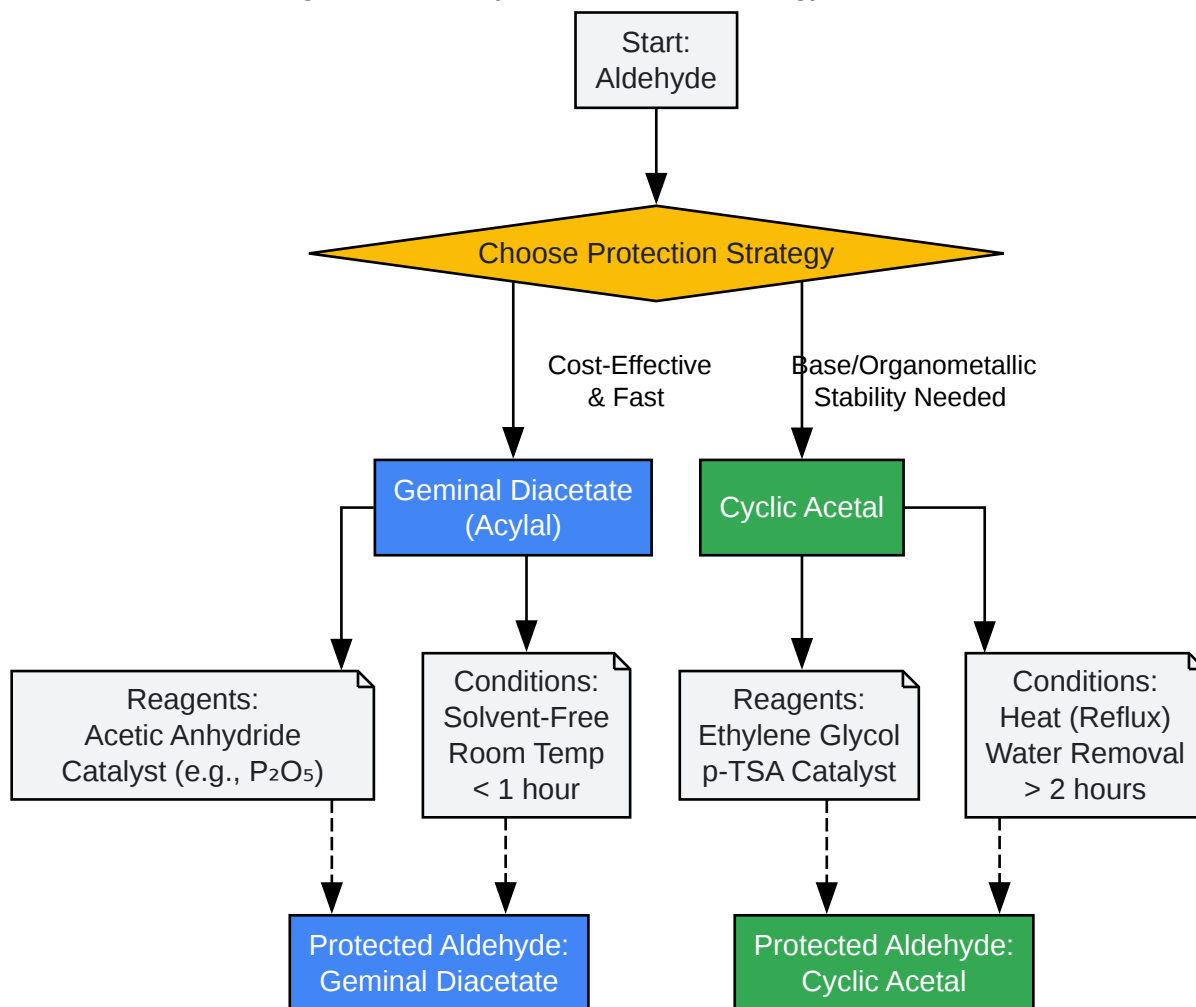 Start:
Aldehyde
Choose Protection Strategy
Cost-Effective
& Fast
Base/Organometallic
Stability Needed
Geminal Diacetate
(Acylal)
Cyclic Acetal
Reagents:
Acetic Anhydride
Catalyst (e.g., P₂O₅)
Conditions:
Solvent-Free
Room Temp
< 1 hour
Reagents:
Ethylene Glycol
p-TSA Catalyst
Conditions:
Heat (Reflux)
Water Removal
> 2 hours
Protected Aldehyde:
Geminal Diacetate
Protected Aldehyde:
Cyclic Acetal